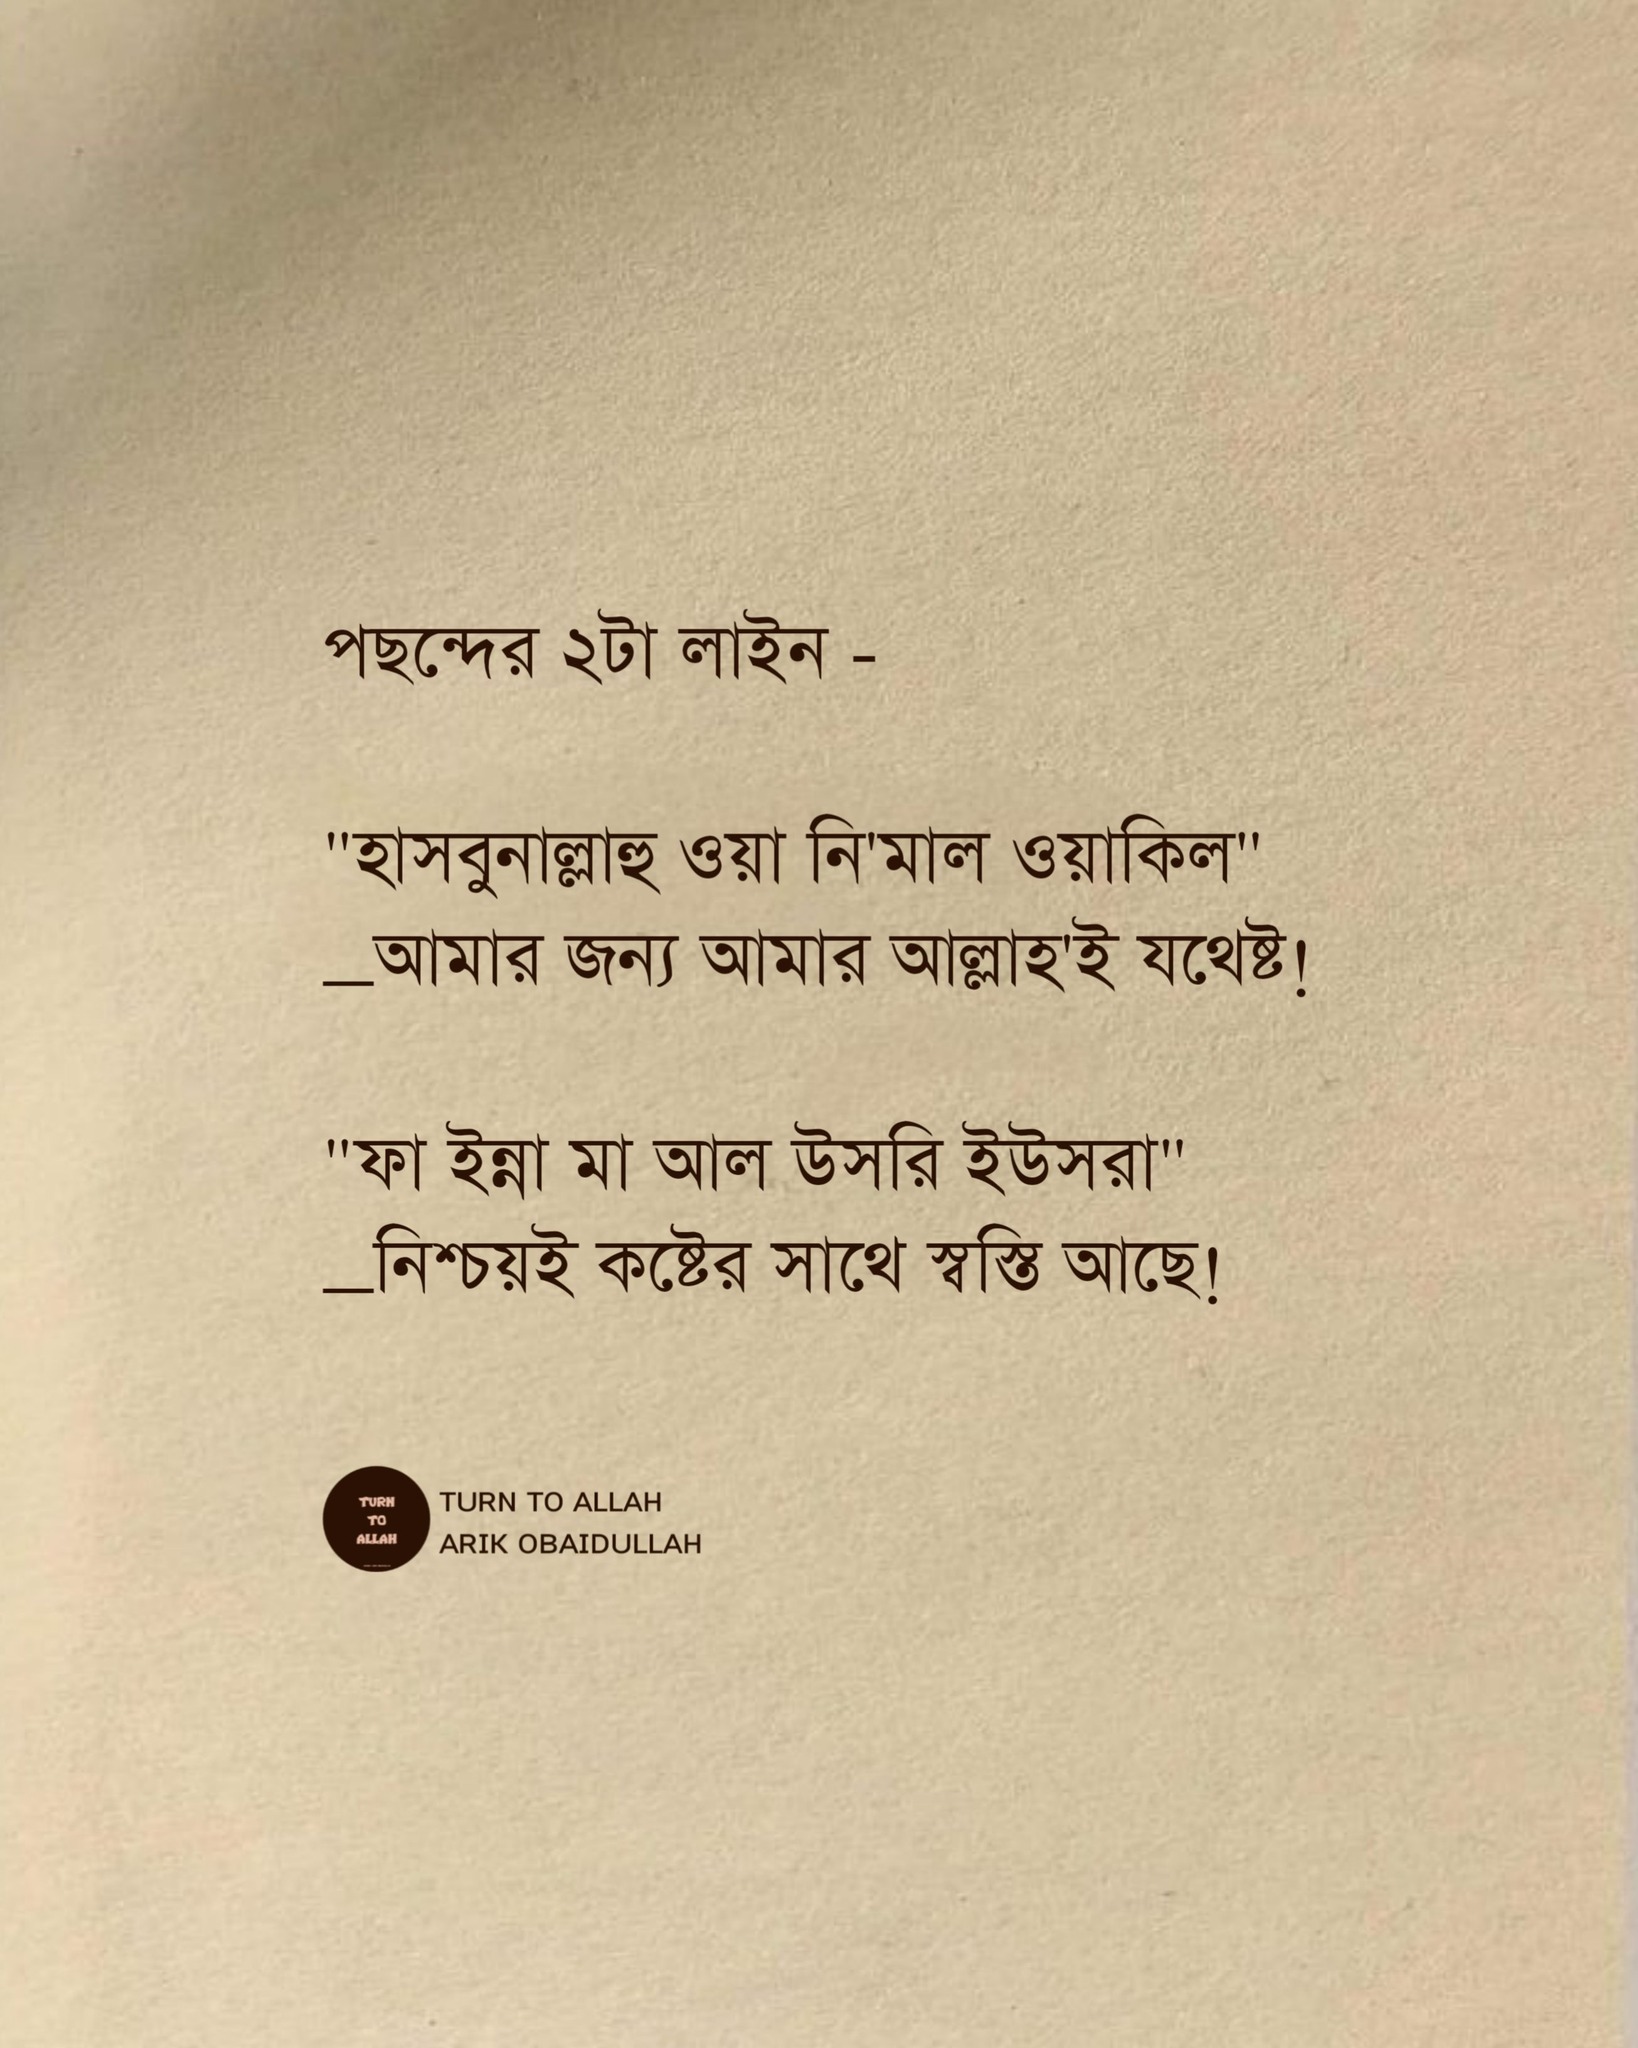 পছন্দের ২টা লাইন -
"হাসবুনাল্লাহু ওয়া নি'মাল ওয়াকিল"
_আমার জন্য আমার আল্লাহ'ই যথেষ্ট!
"ফা ইন্না মা আল উসরি ইউসরা"
_নিশ্চয়ই কষ্টের সাথে স্বস্তি আছে!
TURN
TO
ALLAH
TURN TO ALLAH
ARIK OBAIDULLAH